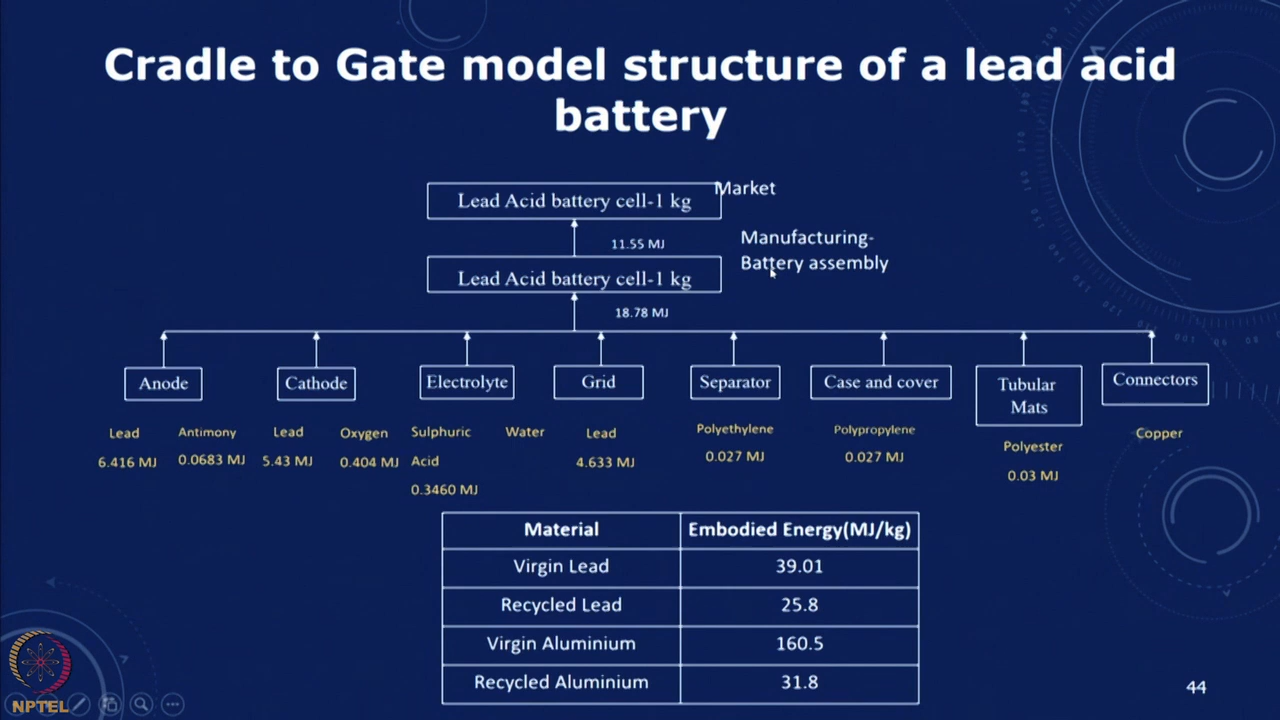 Cradle to Gate model structure of a lead acid
battery
Lead Acid battery cell-1 kg
Market
11.55 MJ
Manufacturing-
Battery assembly
Lead Acid battery cell-1 kg
18.78 MJ
Anode
Cathode
Electrolyte
Grid
Separator
Case and cover
Tubular
Mats
Connectors
Lead
6.416 MJ
Antimony
0.0683 MJ
Lead
5.43 MJ
Oxygen
0.404 MJ
Sulphuric
Acid
0.3460 MJ
Water
Lead
4.633 MJ
Polyethylene
0.027 MJ
Polypropylene
0.027 MJ
Polyester
0.03 MJ
Copper
Material Embodied Energy(MJ/kg)
Virgin Lead 39.01
Recycled Lead 25.8
Virgin Aluminium 160.5
Recycled Aluminium 31.8
44
NPTEL